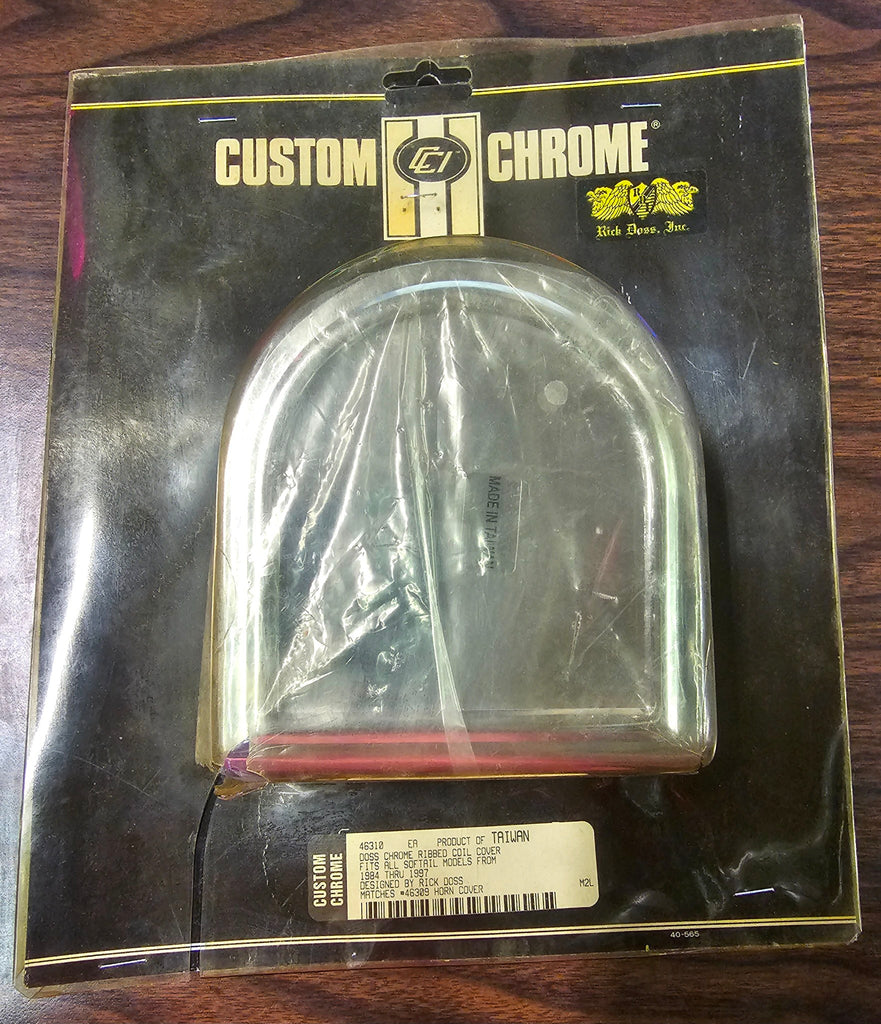 CUSTOM CCI CHROME®
R D
Rick Doss, Inc.
MADE IN TAIWAN
CUSTOM
CHROME
46310 EA PRODUCT OF TAIWAN
DOSS CHROME RIBBED COIL COVER
FITS ALL SOFTAIL MODELS FROM
1984 THRU 1997
DESIGNED BY RICK DOSS M2L
MATCHES #46309 HORN COVER
40-565